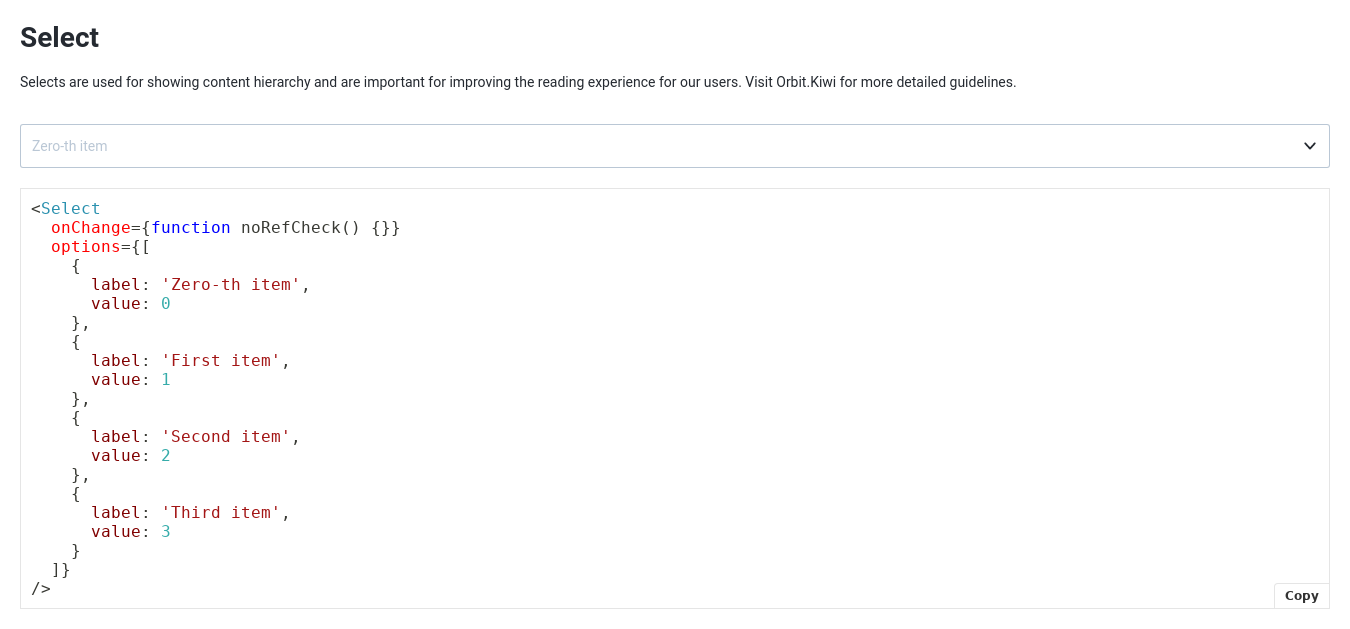 Select
Selects are used for showing content hierarchy and are important for improving the reading experience for our users. Visit Orbit.Kiwi for more detailed guidelines.
Zero-th item
<Select
  onChange={function noRefCheck() {}}
  options={[
    {
      label: 'Zero-th item',
      value: 0
    },
    {
      label: 'First item',
      value: 1
    },
    {
      label: 'Second item',
      value: 2
    },
    {
      label: 'Third item',
      value: 3
    }
  ]}
/>
Copy